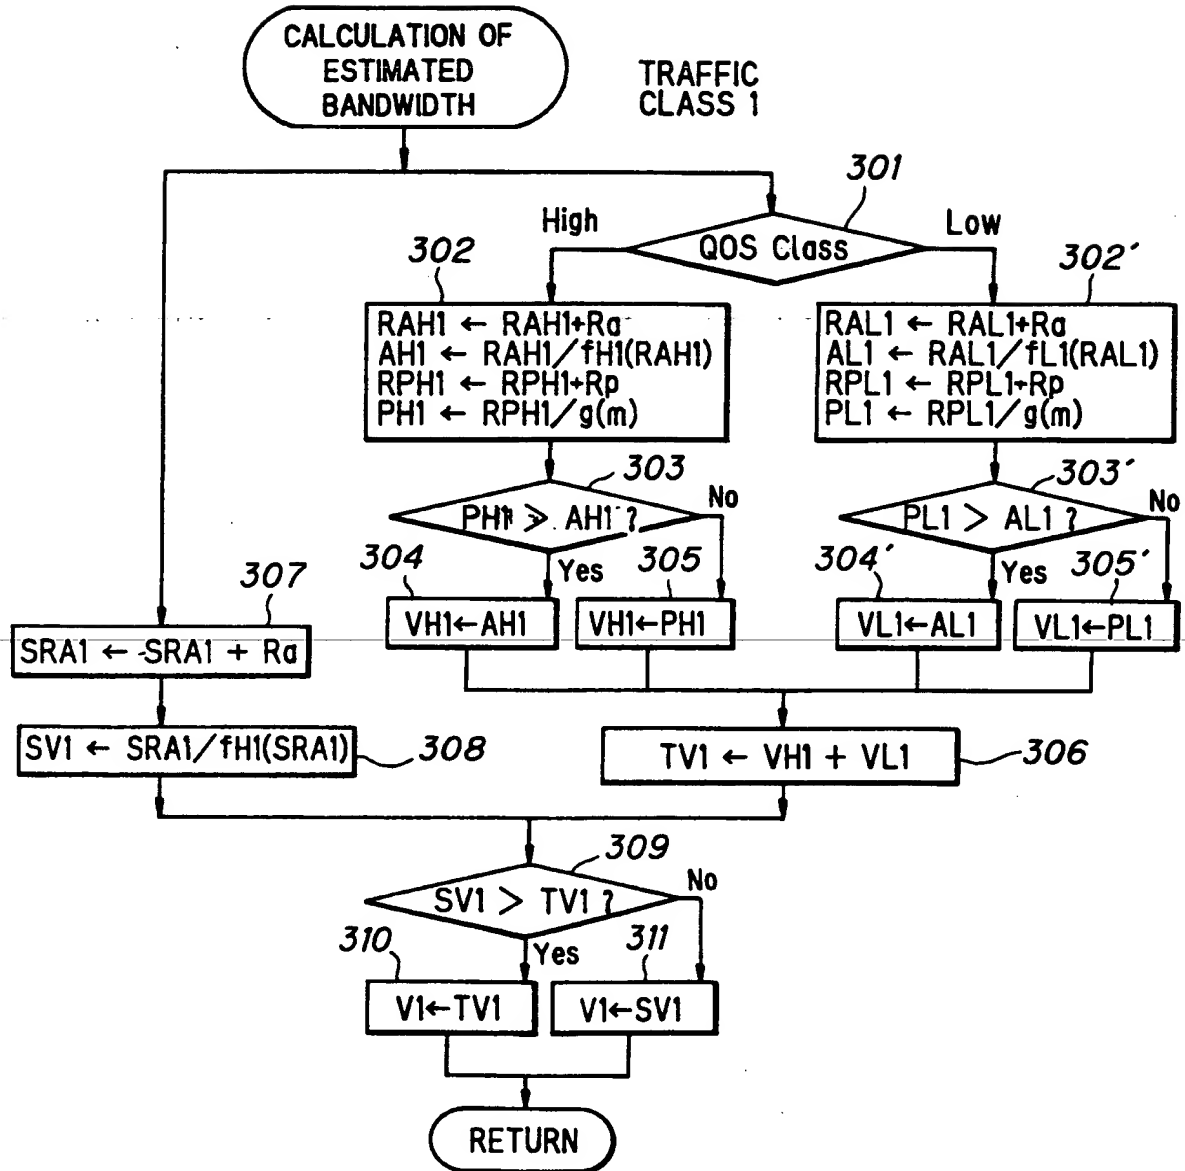 CALCULATION OF
ESTIMATED
BANDWIDTH
TRAFFIC
CLASS 1
301
High
QOS Class
Low
302
RAH1 ← RAH1+Ra
AH1 ← RAH1/fH1(RAH1)
RPH1 ← RPH1+Rp
PH1 ← RPH1/g(m)
302'
RAL1 ← RAL1+Ra
AL1 ← RAL1/fL1(RAL1)
RPL1 ← RPL1+Rp
PL1 ← RPL1/g(m)
303
PH1 > AH1 ?
No
Yes
303'
PL1 > AL1 ?
No
Yes
304
VH1←AH1
305
VH1←PH1
304'
VL1←AL1
305'
VL1←PL1
307
SRA1 ← SRA1 + Ra
SV1 ← SRA1/fH1(SRA1)
308
TV1 ← VH1 + VL1
306
309
SV1 > TV1 ?
No
Yes
310
V1←TV1
311
V1←SV1
RETURN